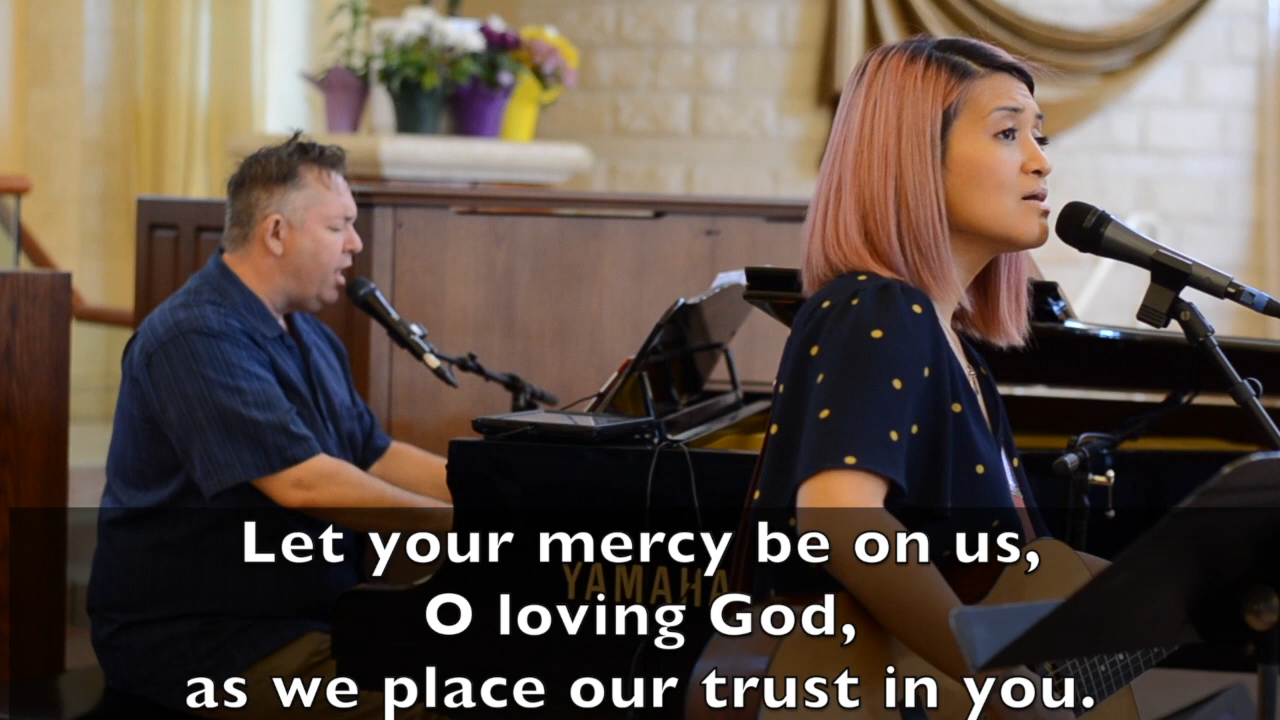 Let your mercy be on us,
YAMAHA
O loving God,
as we place our trust in you.